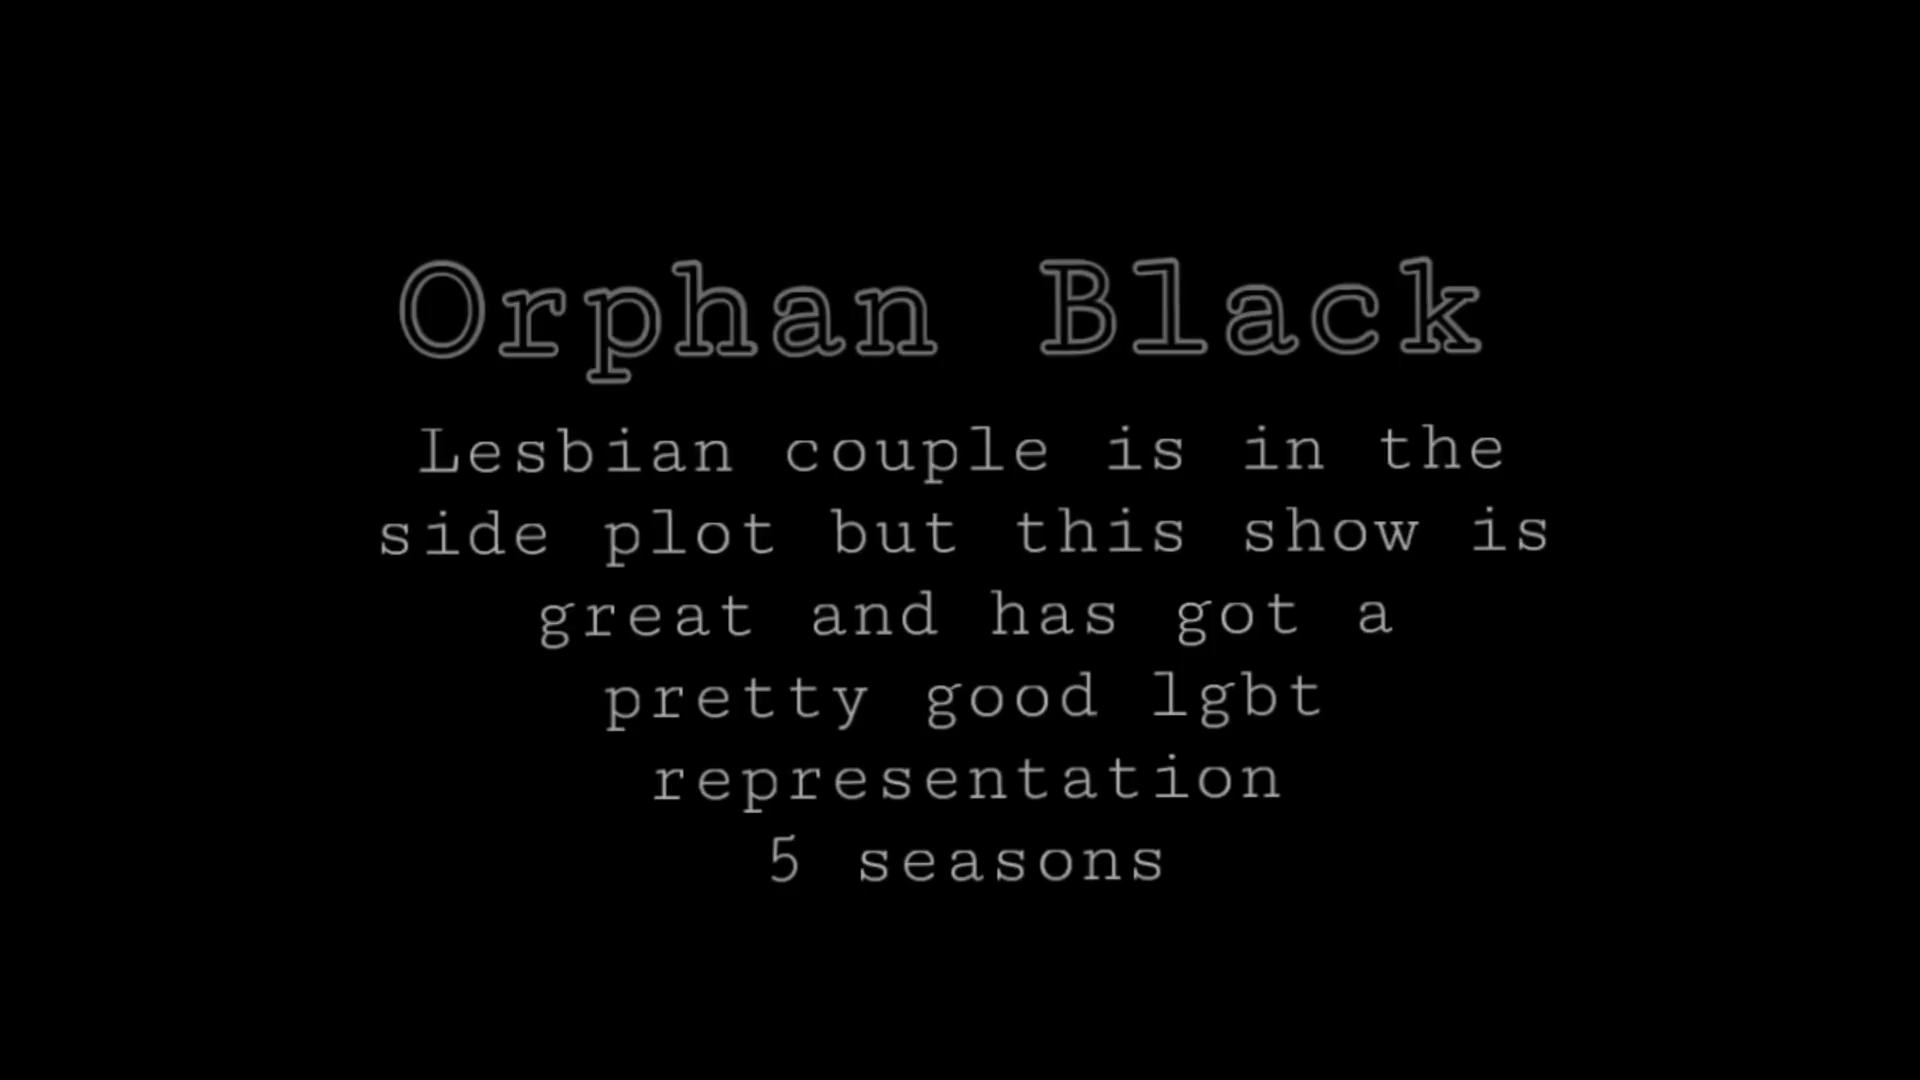 Orphan Black
Lesbian couple is in the
side plot but this show is
great and has got a
pretty good lgbt
representation
5 seasons